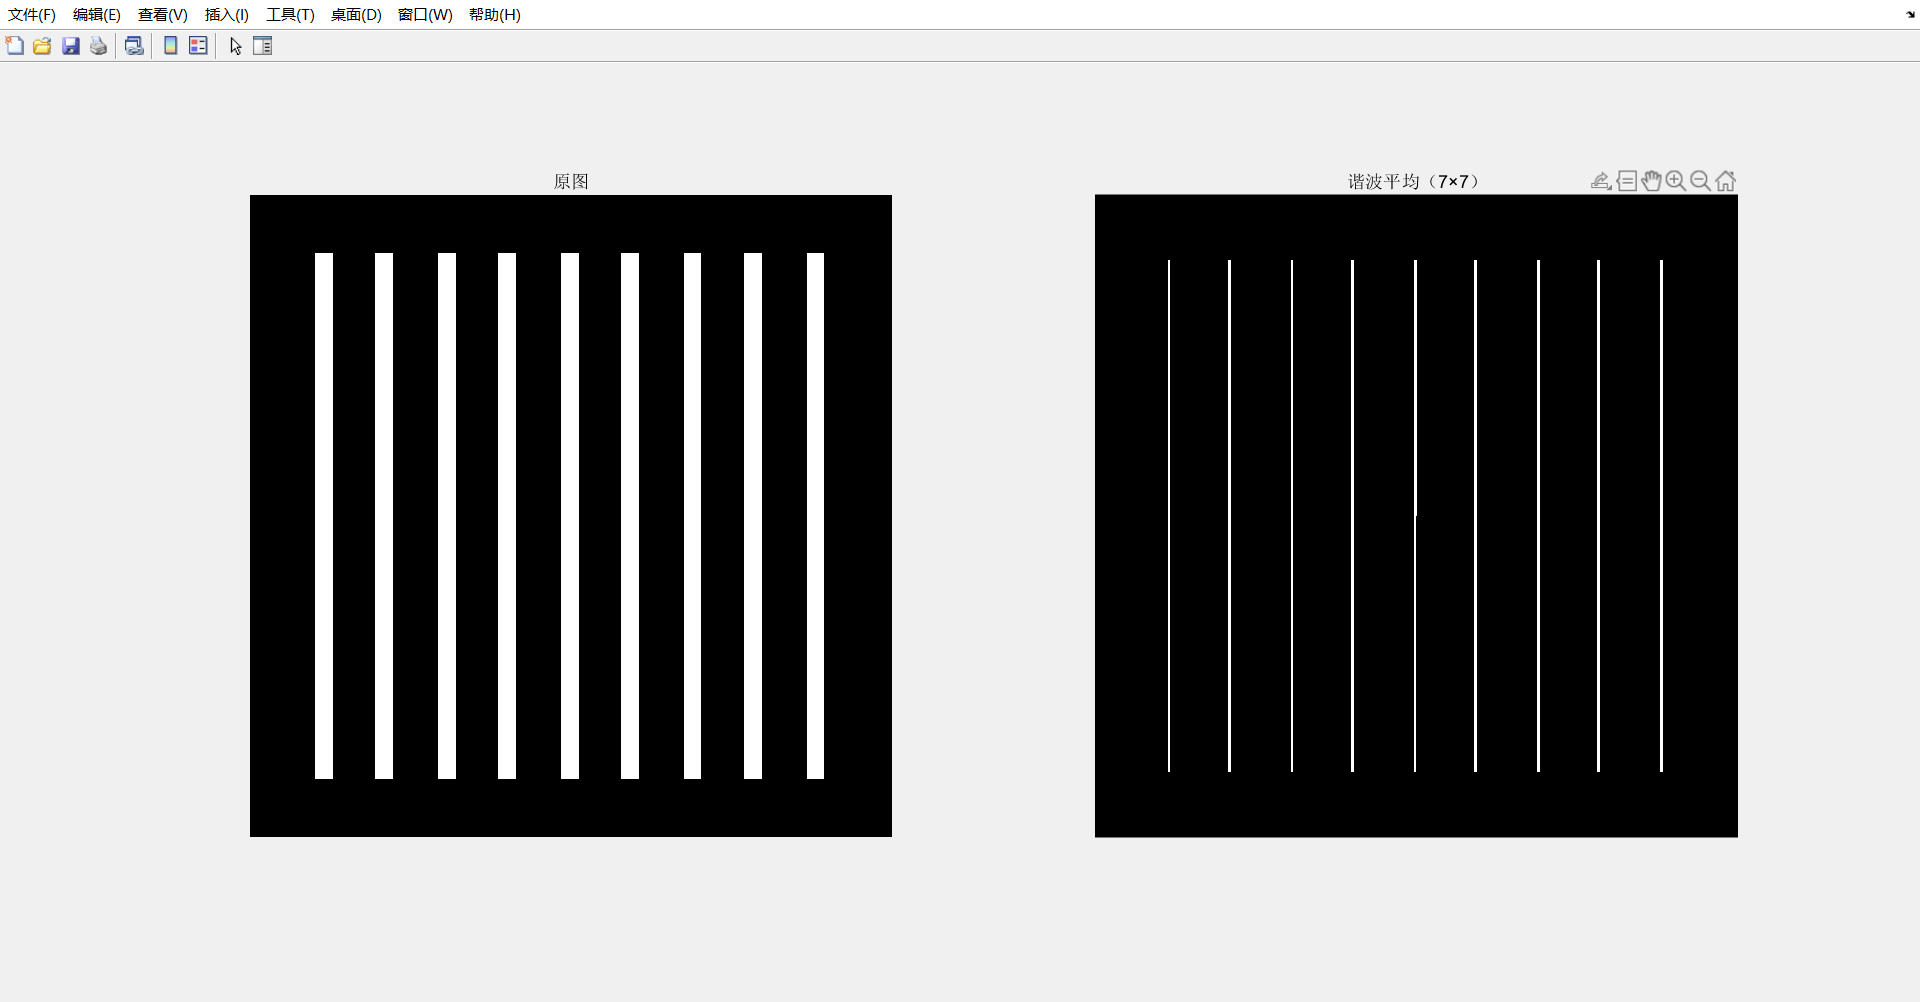 文件(F) 编辑(E) 查看(V) 插入(I) 工具(T) 桌面(D) 窗口(W) 帮助(H)
原图
谐波平均（7×7）